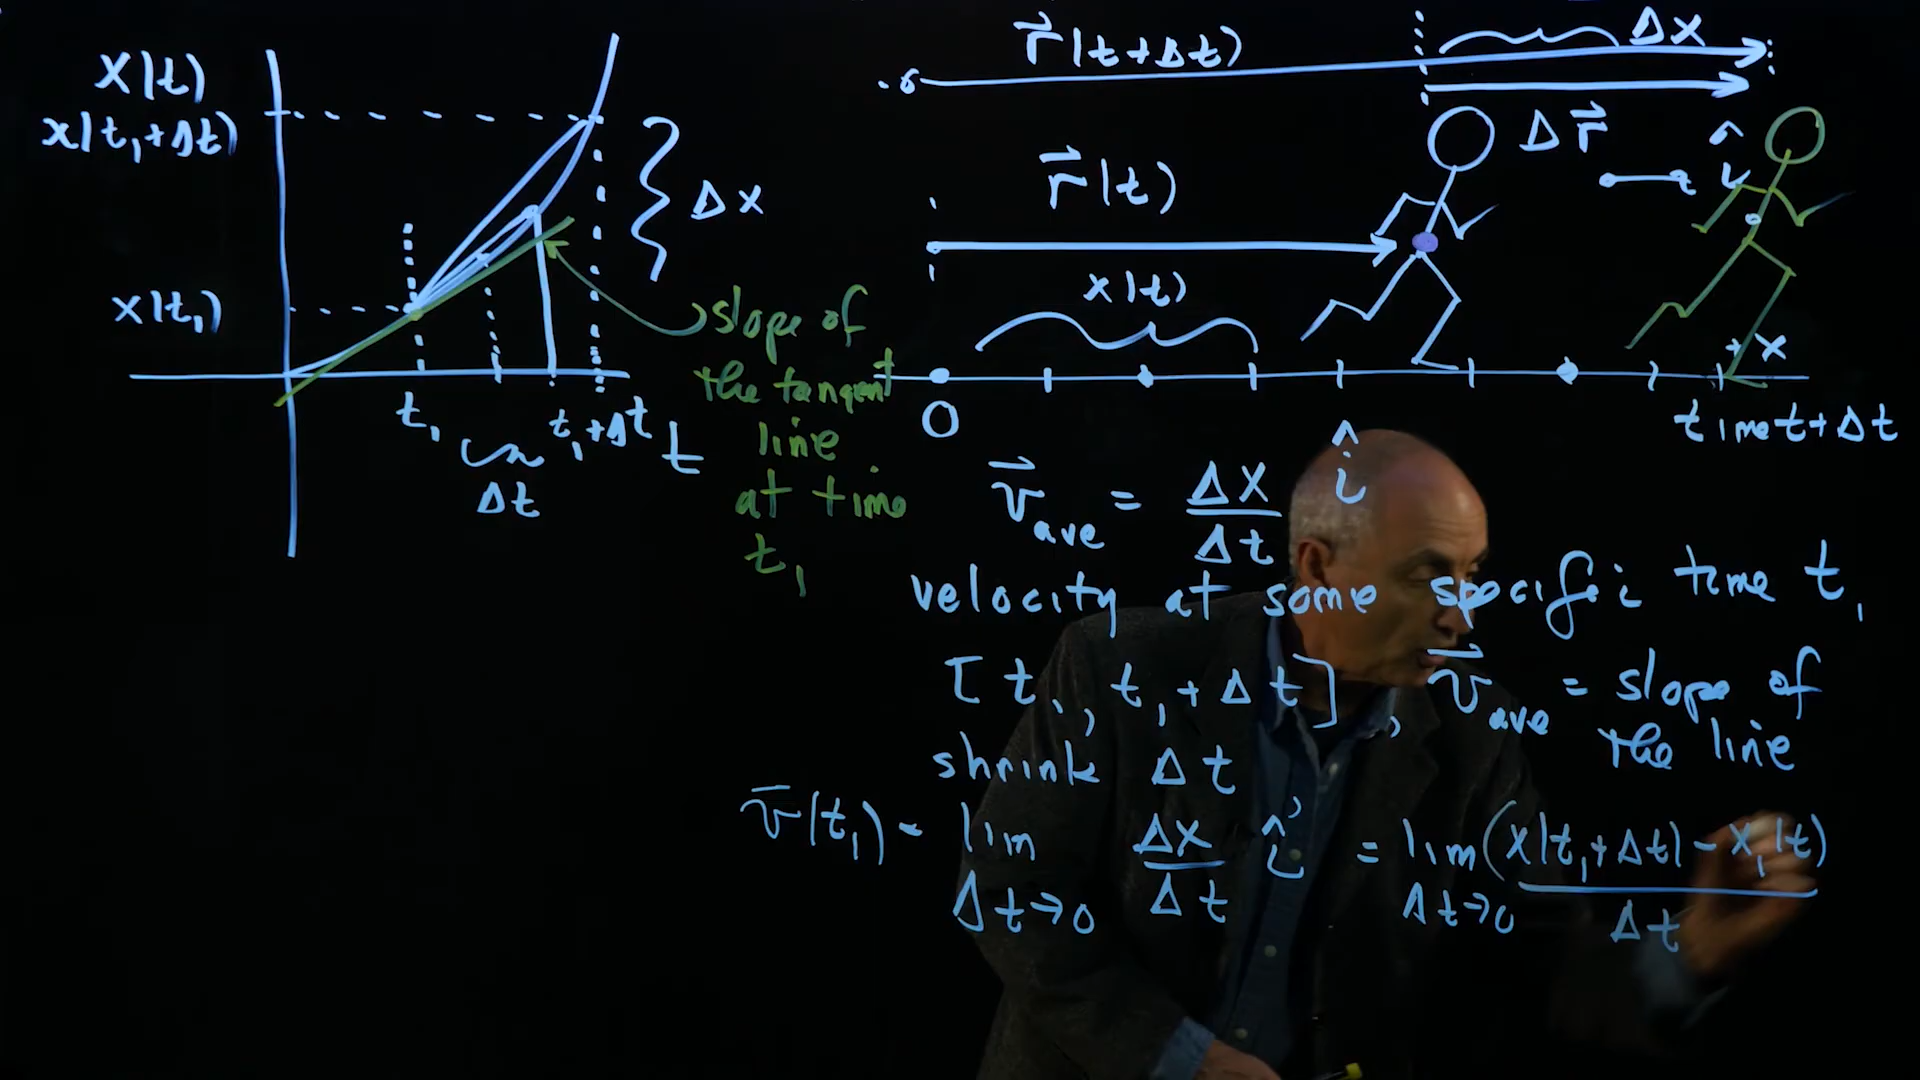 x(t)
x(t₁+Δt)
Δx
x(t₁)
t₁
t₁+Δt
t
Δt
slope of
the tangent
line
at time
t₁
r⃗(t+Δt)
Δx
Δr⃗
î
r⃗(t)
x(t)
+x
0
time t+Δt
v⃗ave = Δx/Δt î
velocity at some specific time t₁
[t₁, t₁+Δt], v⃗ave = slope of
the line
shrink Δt
v⃗(t₁) = lim Δt→0 Δx/Δt î = lim Δt→0 (x(t₁+Δt) - x₁(t)) / Δt